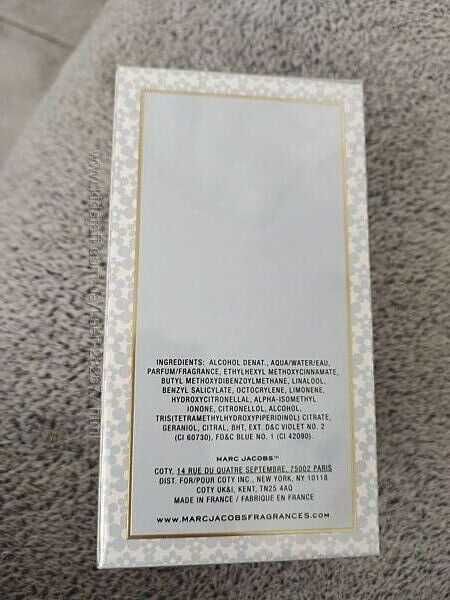 INGREDIENTS: ALCOHOL DENAT., AQUA/WATER/EAU,
PARFUM/FRAGRANCE, ETHYLHEXYL METHOXYCINNAMATE,
BUTYL METHOXYDIBENZOYLMETHANE, LINALOOL,
BENZYL SALICYLATE, OCTOCRYLENE, LIMONENE,
HYDROXYCITRONELLAL, ALPHA-ISOMETHYL
IONONE, CITRONELLOL, ALCOHOL,
TRIS(TETRAMETHYLHYDROXYPIPERIDINOL) CITRATE,
GERANIOL, CITRAL, BHT, EXT. D&C VIOLET NO. 2
(CI 60730), FD&C BLUE NO. 1 (CI 42090).
MARC JACOBS™
COTY, 14 RUE DU QUATRE SEPTEMBRE, 75002 PARIS
DIST. FOR/POUR COTY INC., NEW YORK, NY 10118
COTY UK&I, KENT, TN25 4AQ
MADE IN FRANCE / FABRIQUÉ EN FRANCE
WWW.MARCJACOBSFRAGRANCES.COM